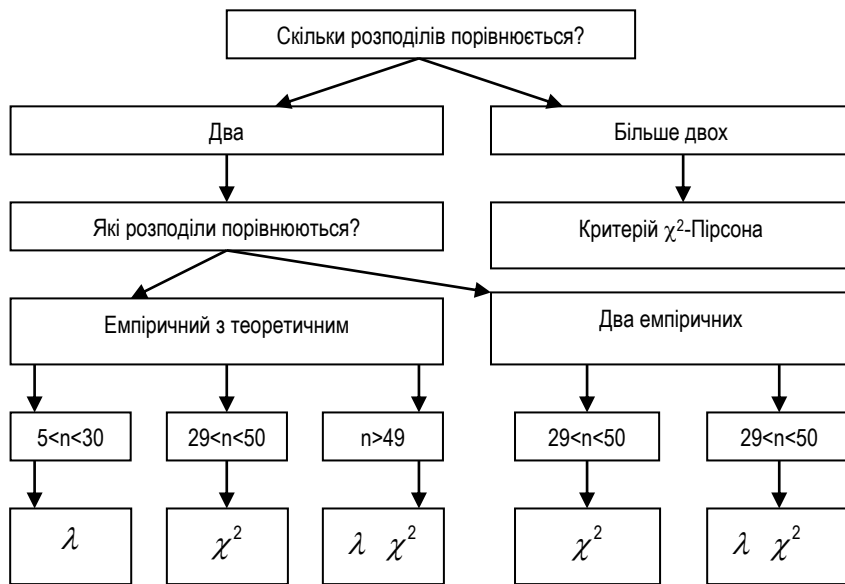 Скільки розподілів порівнюється?
Два
Більше двох
Які розподіли порівнюються?
Критерій χ²-Пірсона
Емпіричний з теоретичним
Два емпіричних
5<n<30
29<n<50
n>49
29<n<50
29<n<50
λ
χ²
λ χ²
χ²
λ χ²